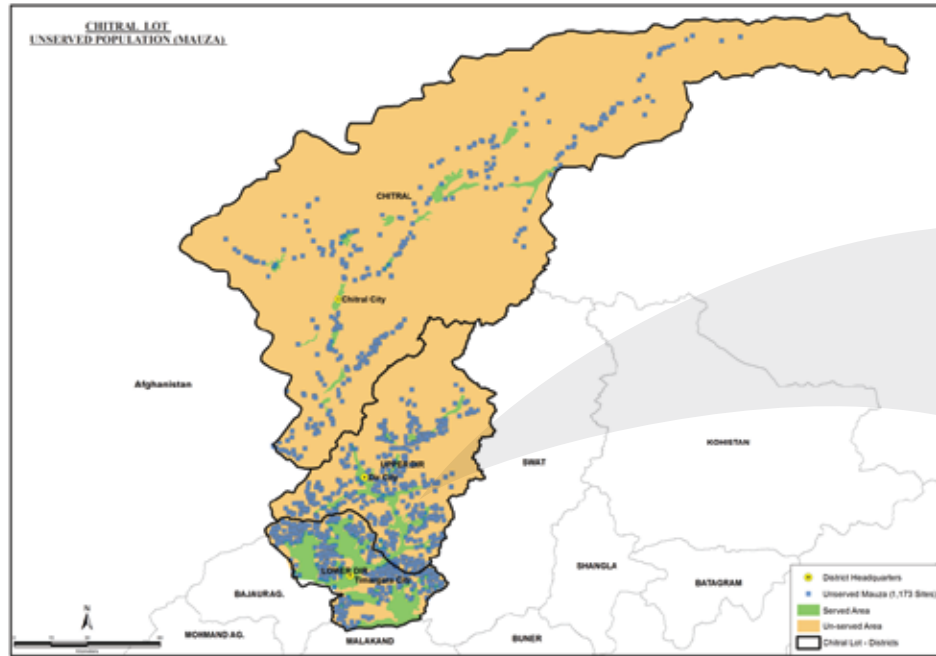 CHITRAL LOT
UNSERVED POPULATION (MAUZA)
CHITRAL
Chitral City
Afghanistan
UPPER DIR
Dir City
SWAT
KOHISTAN
LOWER DIR
Timargara City
SHANGLA
BATAGRAM
BAJAUR AG.
MOHMAND AG.
MALAKAND
BUNER
N
District Headquarters
Unserved Mauza (1,173 Sites)
Served Area
Un-served Area
Chitral Lot - Districts